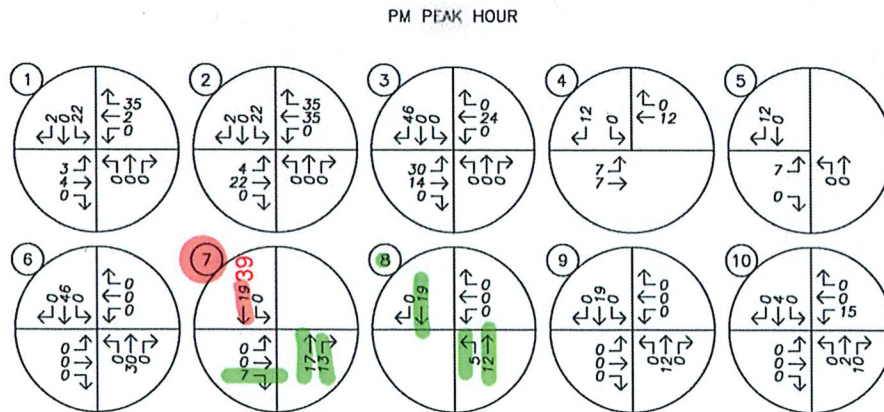 PM PEAK HOUR
1 2 3 4 5
2 0 22 35 2 0 3 4 0 0 0 0
2 0 22 35 35 0 4 22 0 0 0 0
46 0 0 0 24 0 30 14 0 0 0 0
12 0 0 12 7 7
12 0 7 0 0 0
6 7 8 9 10
0 46 0 0 0 0 0 0 0 0 30 0
19 39 0 0 0 7 17 13
0 19 0 0 0 5 12
0 19 0 0 0 0 0 0 0 0 12 0
0 4 0 0 0 15 0 0 0 0 2 10